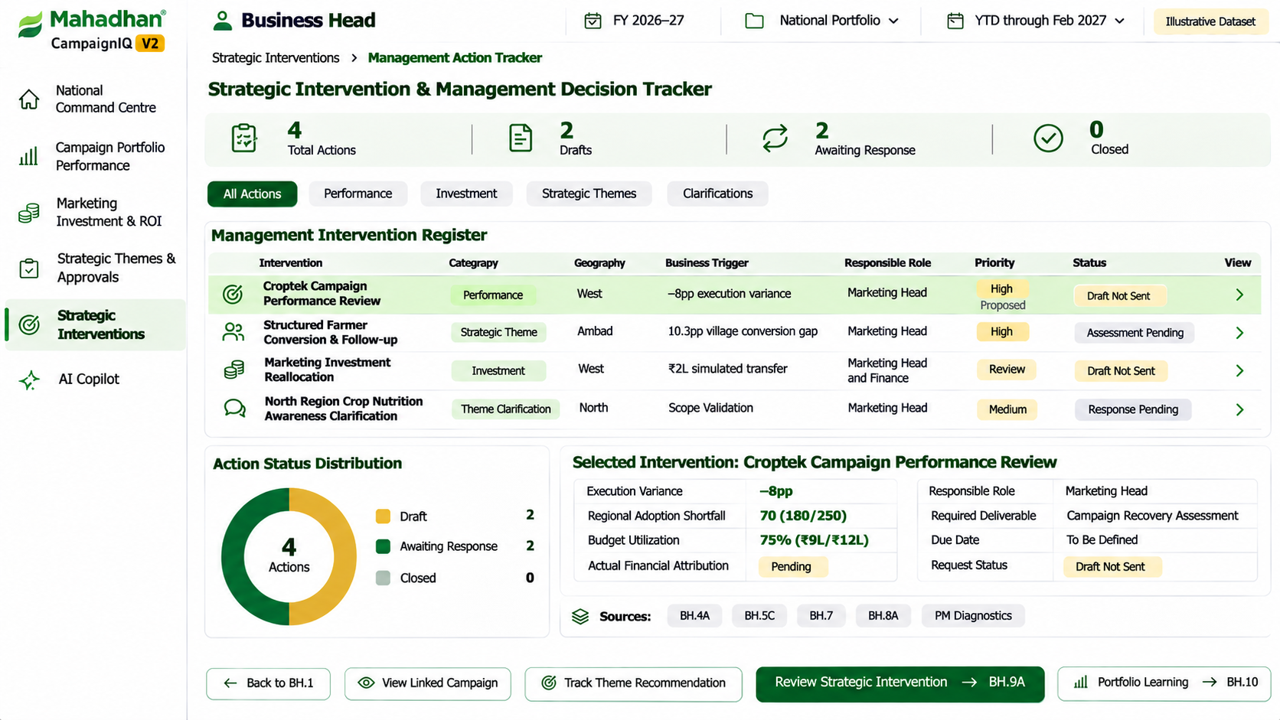 Mahadhan®
CampaignIQ V2
National
Command Centre
Campaign Portfolio
Performance
Marketing
Investment & ROI
Strategic Themes &
Approvals
Strategic
Interventions
AI Copilot
Business Head
FY 2026–27
National Portfolio
YTD through Feb 2027
Illustrative Dataset
Strategic Interventions > Management Action Tracker
Strategic Intervention & Management Decision Tracker
4
Total Actions
2
Drafts
2
Awaiting Response
0
Closed
All Actions Performance Investment Strategic Themes Clarifications
Management Intervention Register
Intervention Categrapy Geography Business Trigger Responsible Role Priority Status View
Croptek Campaign
Performance Review
Performance West –8pp execution variance Marketing Head
High
Proposed
Draft Not Sent
Structured Farmer
Conversion & Follow-up
Strategic Theme Ambad 10.3pp village conversion gap Marketing Head High Assessment Pending
Marketing Investment
Reallocation
Investment West ₹2L simulated transfer
Marketing Head
and Finance
Review Draft Not Sent
North Region Crop Nutrition
Awareness Clarification
Theme Clarification North Scope Validation Marketing Head Medium Response Pending
Action Status Distribution
4
Actions
Draft 2
Awaiting Response 2
Closed 0
Selected Intervention: Croptek Campaign Performance Review
Execution Variance –8pp
Regional Adoption Shortfall 70 (180/250)
Budget Utilization 75% (₹9L/₹12L)
Actual Financial Attribution Pending
Responsible Role Marketing Head
Required Deliverable Campaign Recovery Assessment
Due Date To Be Defined
Request Status Draft Not Sent
Sources: BH.4A BH.5C BH.7 BH.8A PM Diagnostics
← Back to BH.1
View Linked Campaign
Track Theme Recommendation
Review Strategic Intervention → BH.9A
Portfolio Learning → BH.10